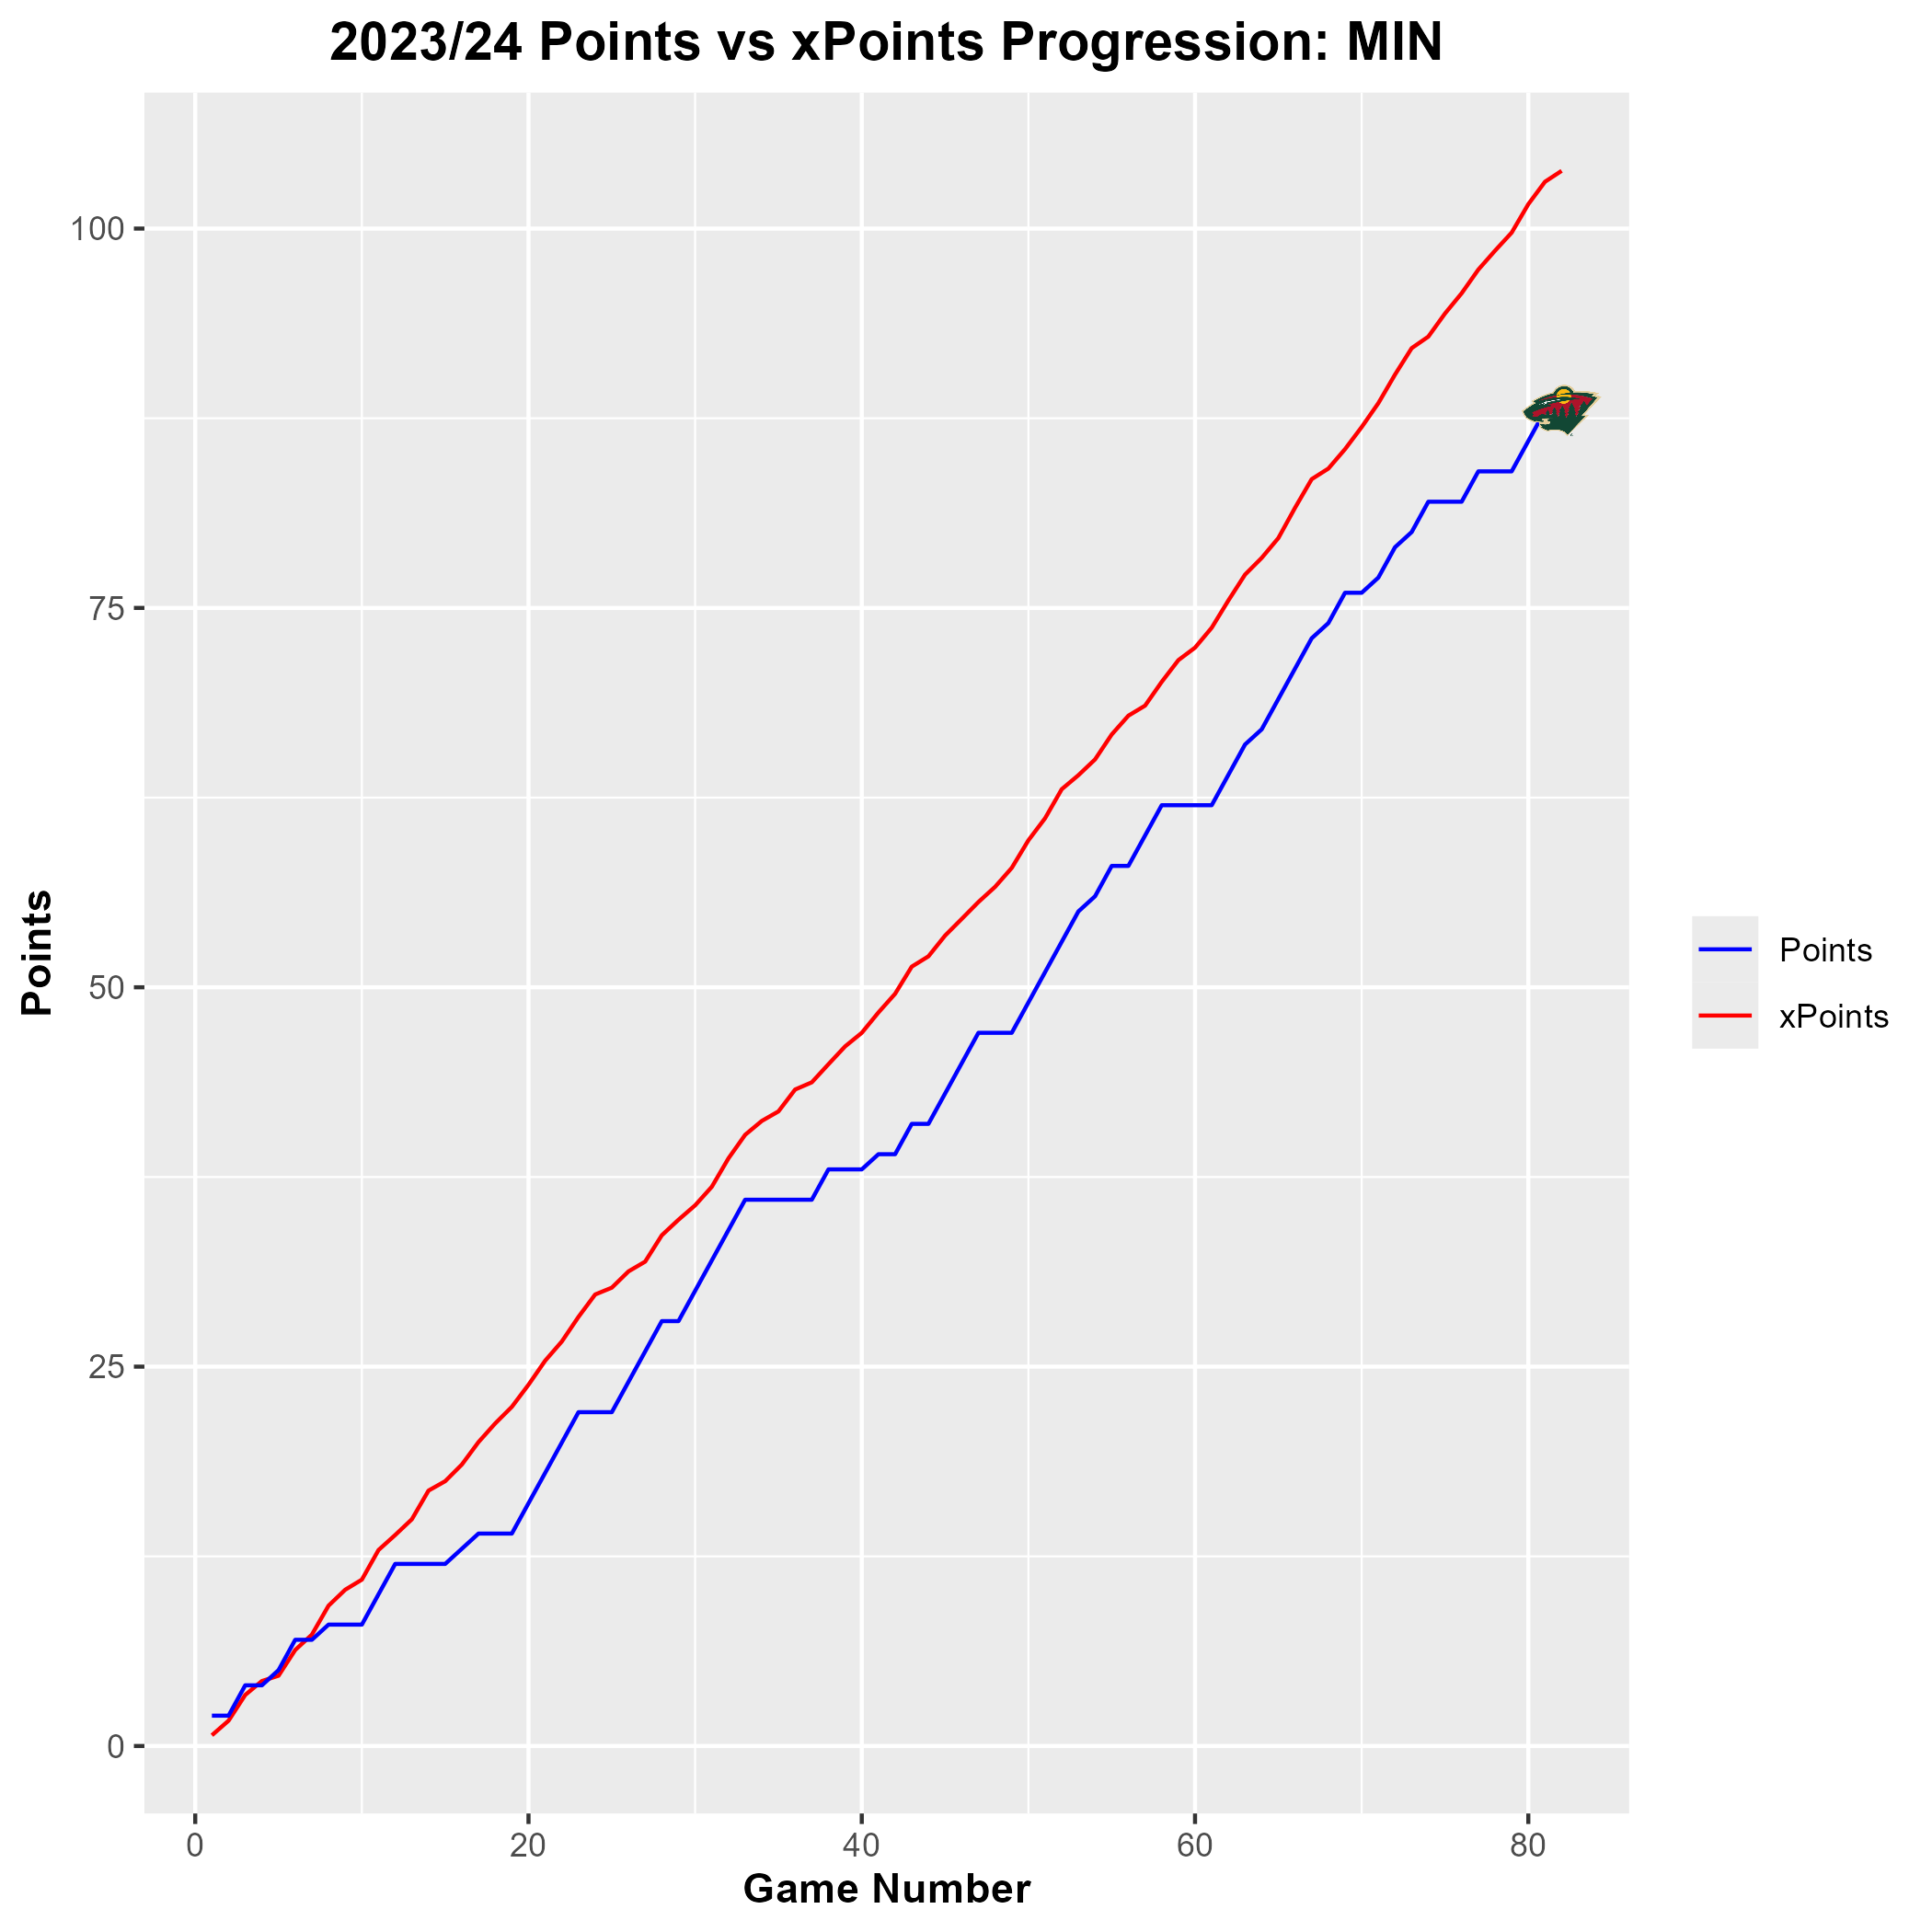 2023/24 Points vs xPoints Progression: MIN
100
75
50
25
0
Points
0 20 40 60 80
Game Number
Points
xPoints